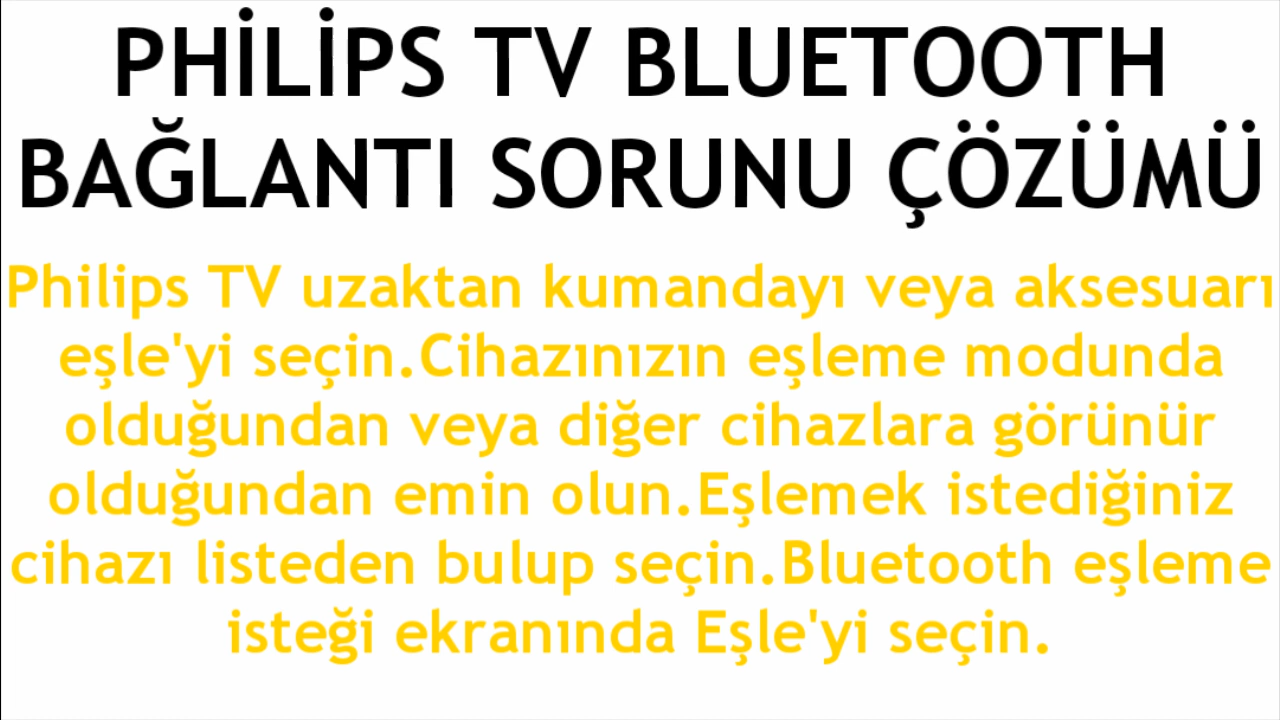 PHİLİPS TV BLUETOOTH
BAĞLANTI SORUNU ÇÖZÜMÜ
Philips TV uzaktan kumandayı veya aksesuarı
eşle'yi seçin.Cihazınızın eşleme modunda
olduğundan veya diğer cihazlara görünür
olduğundan emin olun.Eşlemek istediğiniz
cihazı listeden bulup seçin.Bluetooth eşleme
isteği ekranında Eşle'yi seçin.